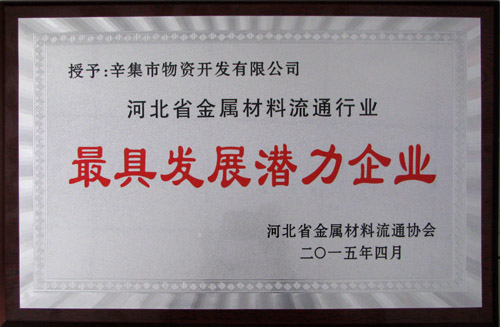 授予:辛集市物资开发有限公司
河北省金属材料流通行业
最具发展潜力企业
河北省金属材料流通协会
二〇一五年四月